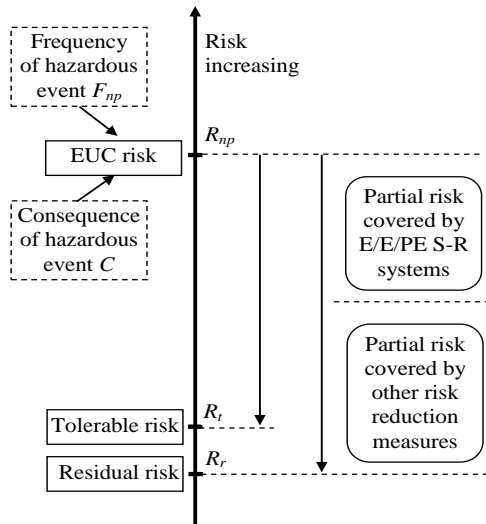 Frequency
of hazardous
event F_np
Risk
increasing
R_np
EUC risk
Consequence
of hazardous
event C
Partial risk
covered by
E/E/PE S-R
systems
Partial risk
covered by
other risk
reduction
measures
R_t
Tolerable risk
R_r
Residual risk